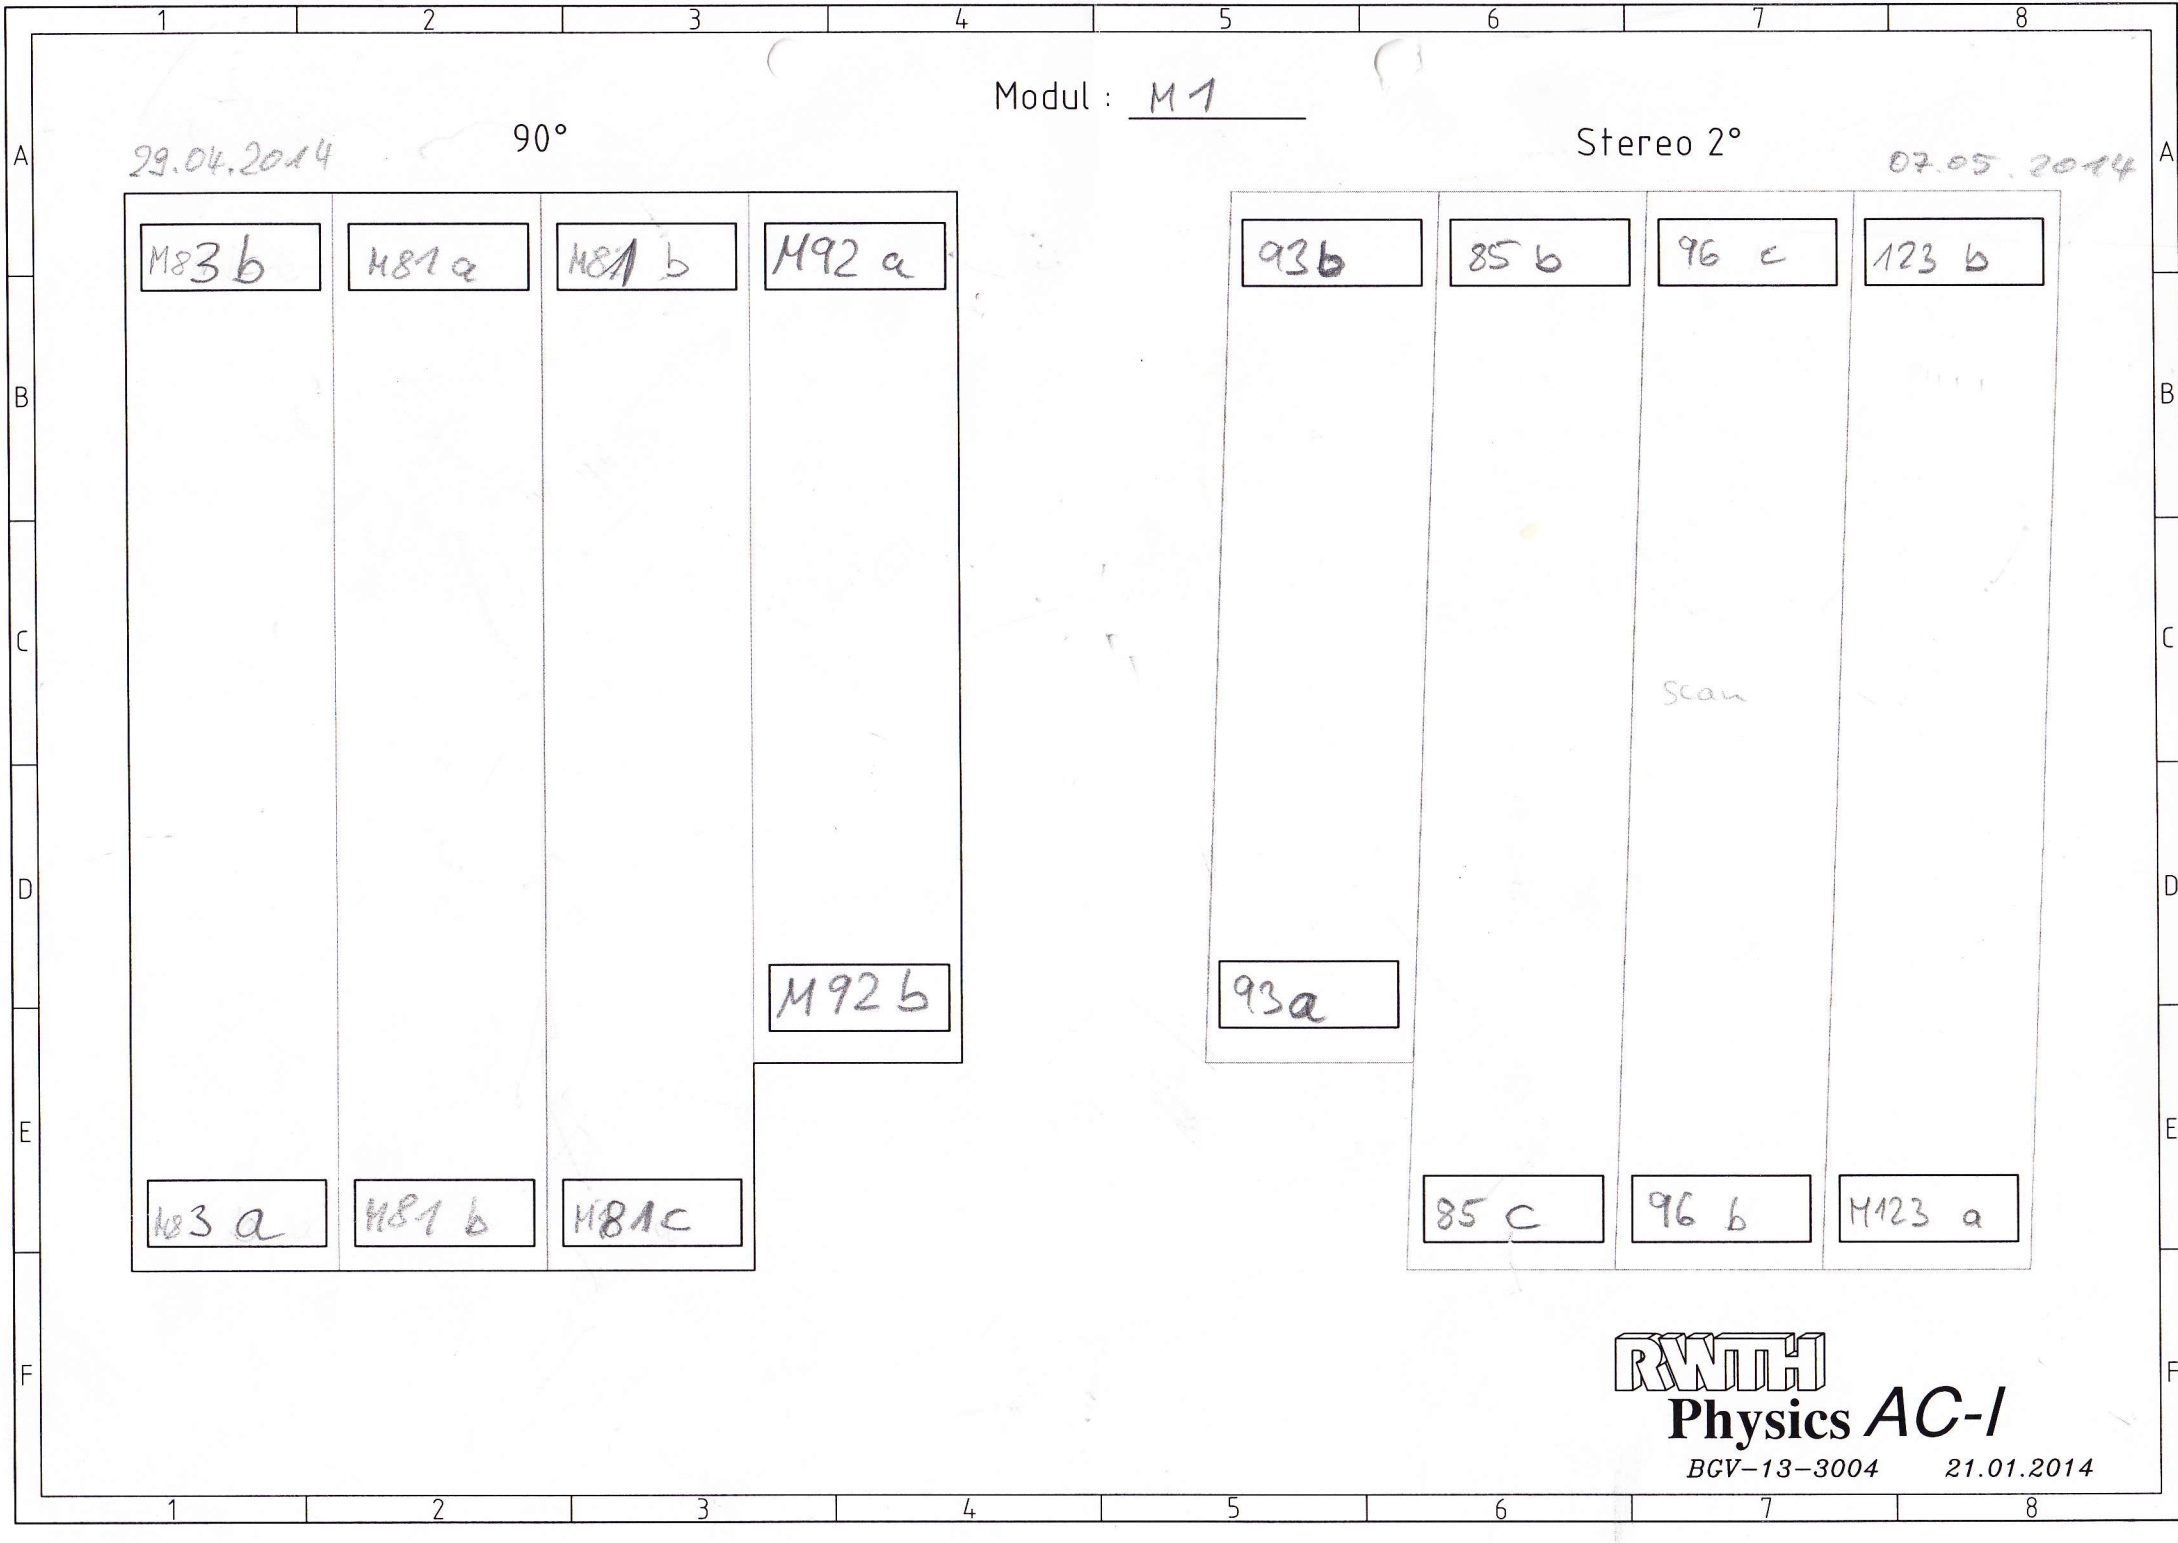 1 2 3 4 5 6 7 8
Modul : M1
90° Stereo 2°
29.04.2014 07.05.2014
A A
M83b M81a M81b M92a 93b 85b 96c 123b
B B
C C
scan
D D
M92b 93a
E E
M83a M81b M81c 85c 96b M123a
F F
RWTH
Physics AC-I
BGV-13-3004 21.01.2014
1 2 3 4 5 6 7 8